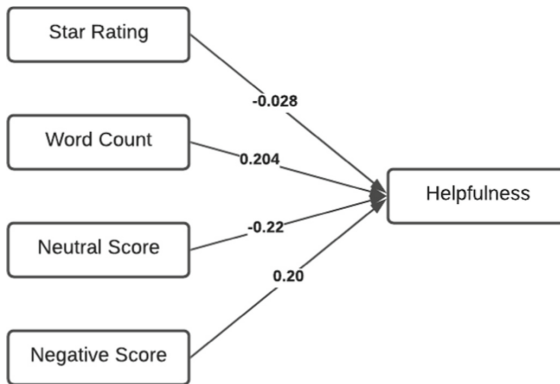 Star Rating
-0.028
Word Count
0.204
Helpfulness
Neutral Score
-0.22
0.20
Negative Score